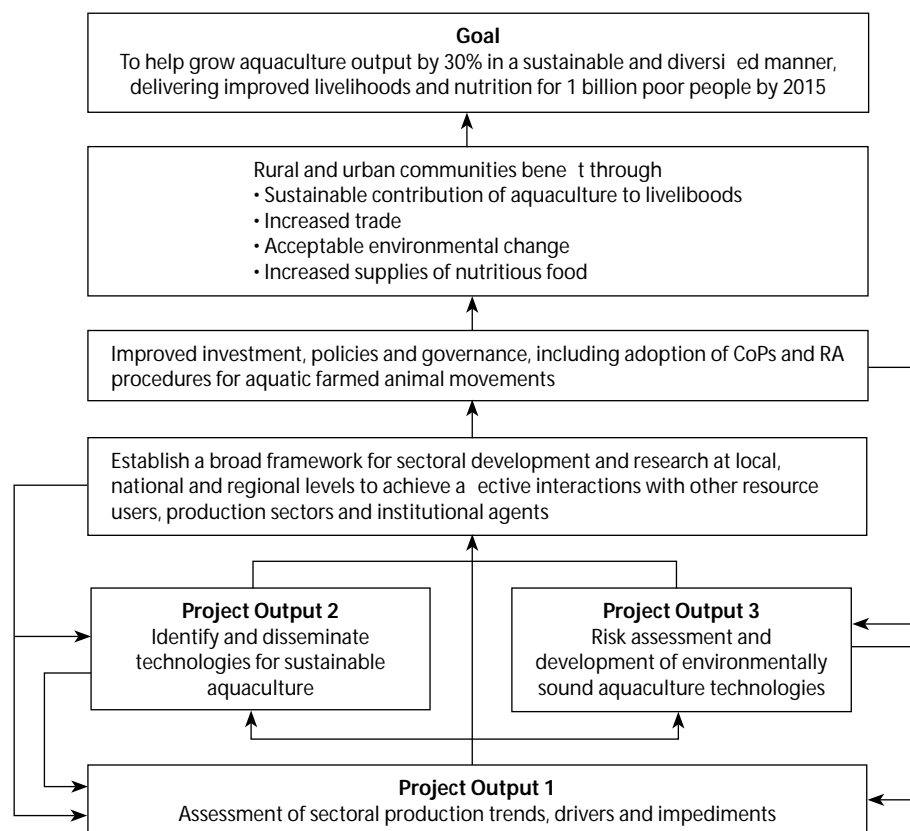 Goal
To help grow aquaculture output by 30% in a sustainable and diversi ed manner,
delivering improved livelihoods and nutrition for 1 billion poor people by 2015
Rural and urban communities bene t through
• Sustainable contribution of aquaculture to veliboods
• Increased trade
• Acceptable environmental change
• Increased supplies of nutritious food
Improved investment, policies and governance, including adoption of CoPs and RA
procedures for aquatic farmed animal movements
Establish a broad framework for sectoral development and research at local,
national and regional levels to achieve a ective interactions with other resource
users, production sectors and institutional agents
Project Output 2
Identify and disseminate
technologies for sustainable
aquaculture
Project Output 3
Risk assessment and
development of environmentally
sound aquaculture technologies
Project Output 1
Assessment of sectoral production trends, drivers and impediments